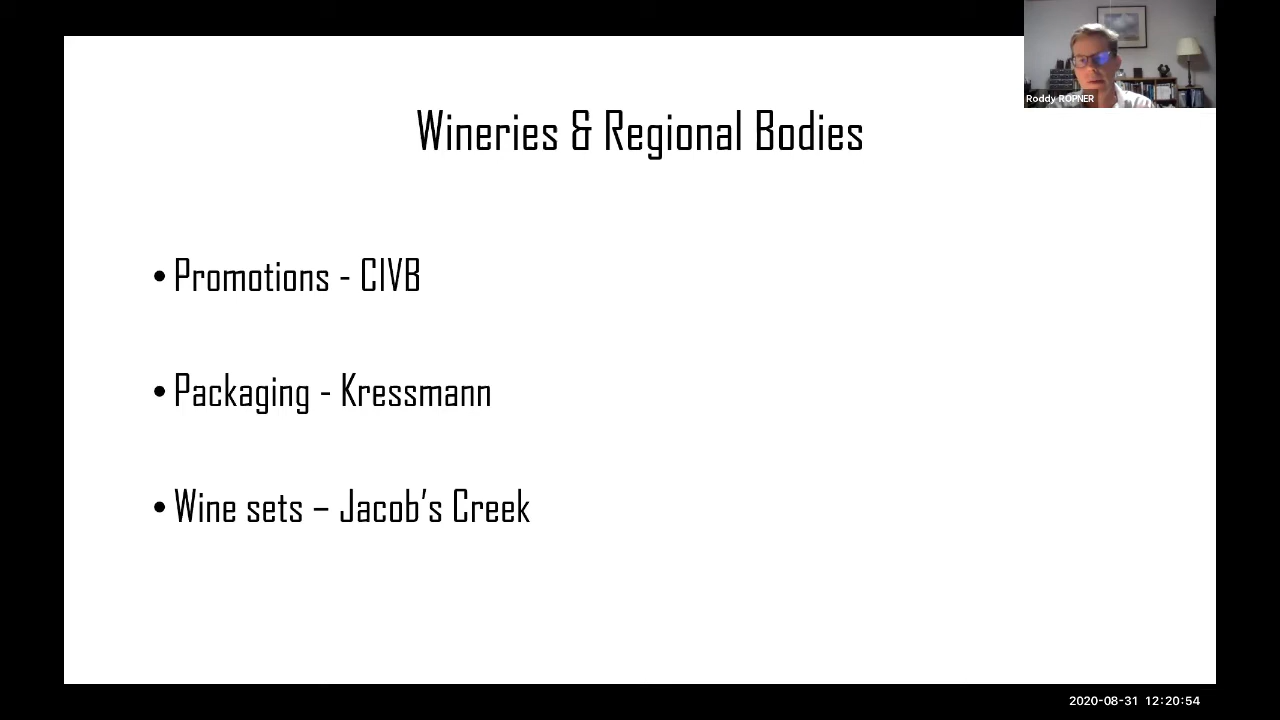 Roddy ROPNER
Wineries & Regional Bodies
• Promotions - CIVB
• Packaging - Kressmann
• Wine sets – Jacob’s Creek
2020-08-31 12:20:54